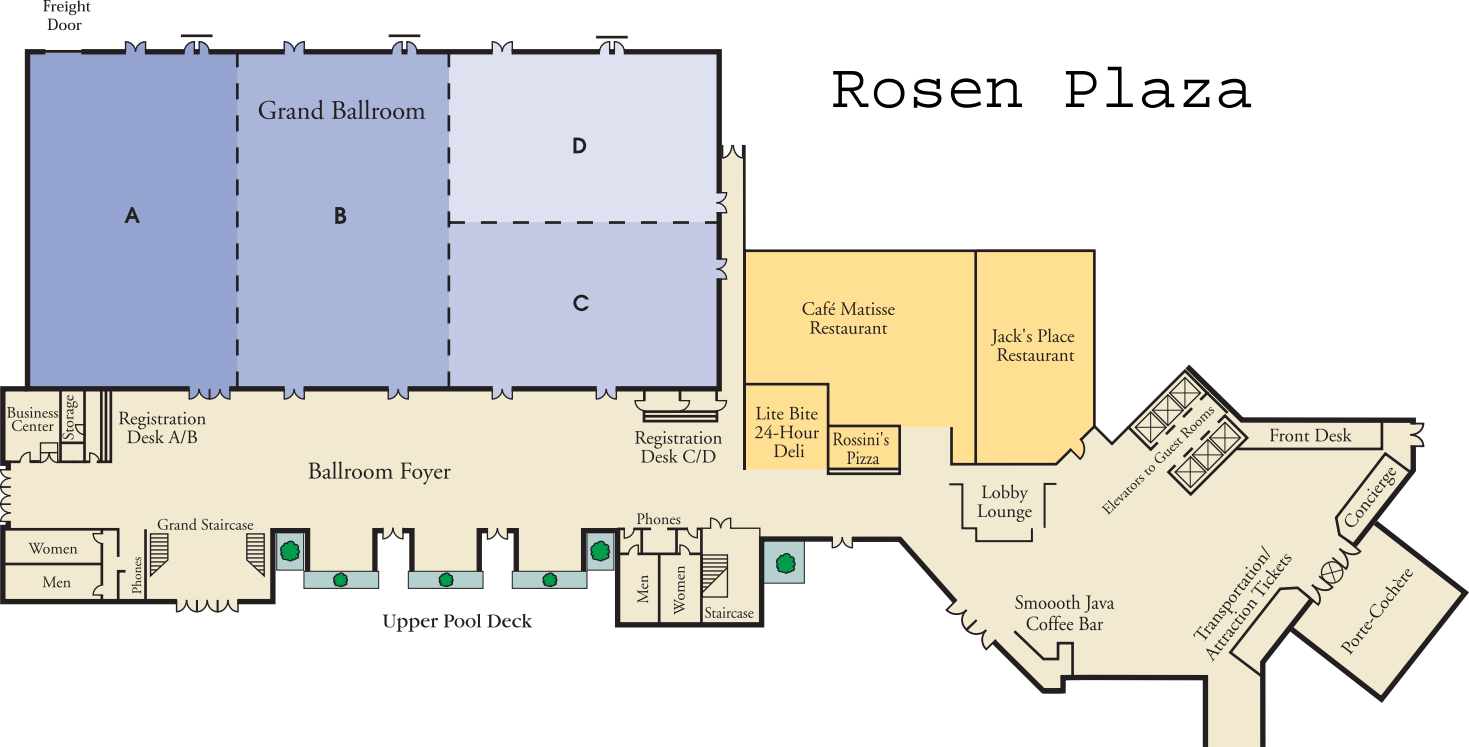 Freight
Door
Rosen Plaza
Grand Ballroom
A
B
D
C
Café Matisse
Restaurant
Jack's Place
Restaurant
Business
Center
Storage
Registration
Desk A/B
Registration
Desk C/D
Lite Bite
24-Hour
Deli
Rossini's
Pizza
Elevators to Guest Rooms
Front Desk
Ballroom Foyer
Concierge
Lobby
Lounge
Grand Staircase
Phones
Women
Men
Phones
Men
Women
Staircase
Upper Pool Deck
Smoooth Java
Coffee Bar
Transportation/
Attraction Tickets
Porte-Cochère